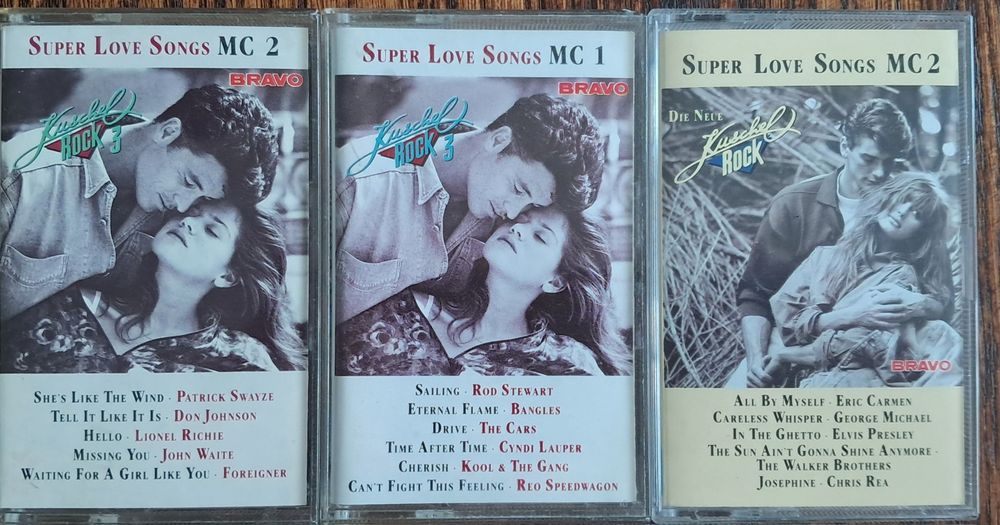 SUPER LOVE SONGS MC 2
BRAVO
Kuschel
ROCK 3
SHE'S LIKE THE WIND · PATRICK SWAYZE
TELL IT LIKE IT IS · DON JOHNSON
HELLO · LIONEL RICHIE
MISSING YOU · JOHN WAITE
WAITING FOR A GIRL LIKE YOU · FOREIGNER
SUPER LOVE SONGS MC 1
BRAVO
Kuschel
ROCK 3
SAILING · ROD STEWART
ETERNAL FLAME · BANGLES
DRIVE · THE CARS
TIME AFTER TIME · CYNDI LAUPER
CHERISH · KOOL & THE GANG
CAN'T FIGHT THIS FEELING · REO SPEEDWAGON
SUPER LOVE SONGS MC 2
DIE NEUE
Kuschel
ROCK
BRAVO
ALL BY MYSELF · ERIC CARMEN
CARELESS WHISPER · GEORGE MICHAEL
IN THE GHETTO · ELVIS PRESLEY
THE SUN AIN'T GONNA SHINE ANYMORE ·
THE WALKER BROTHERS
JOSEPHINE · CHRIS REA